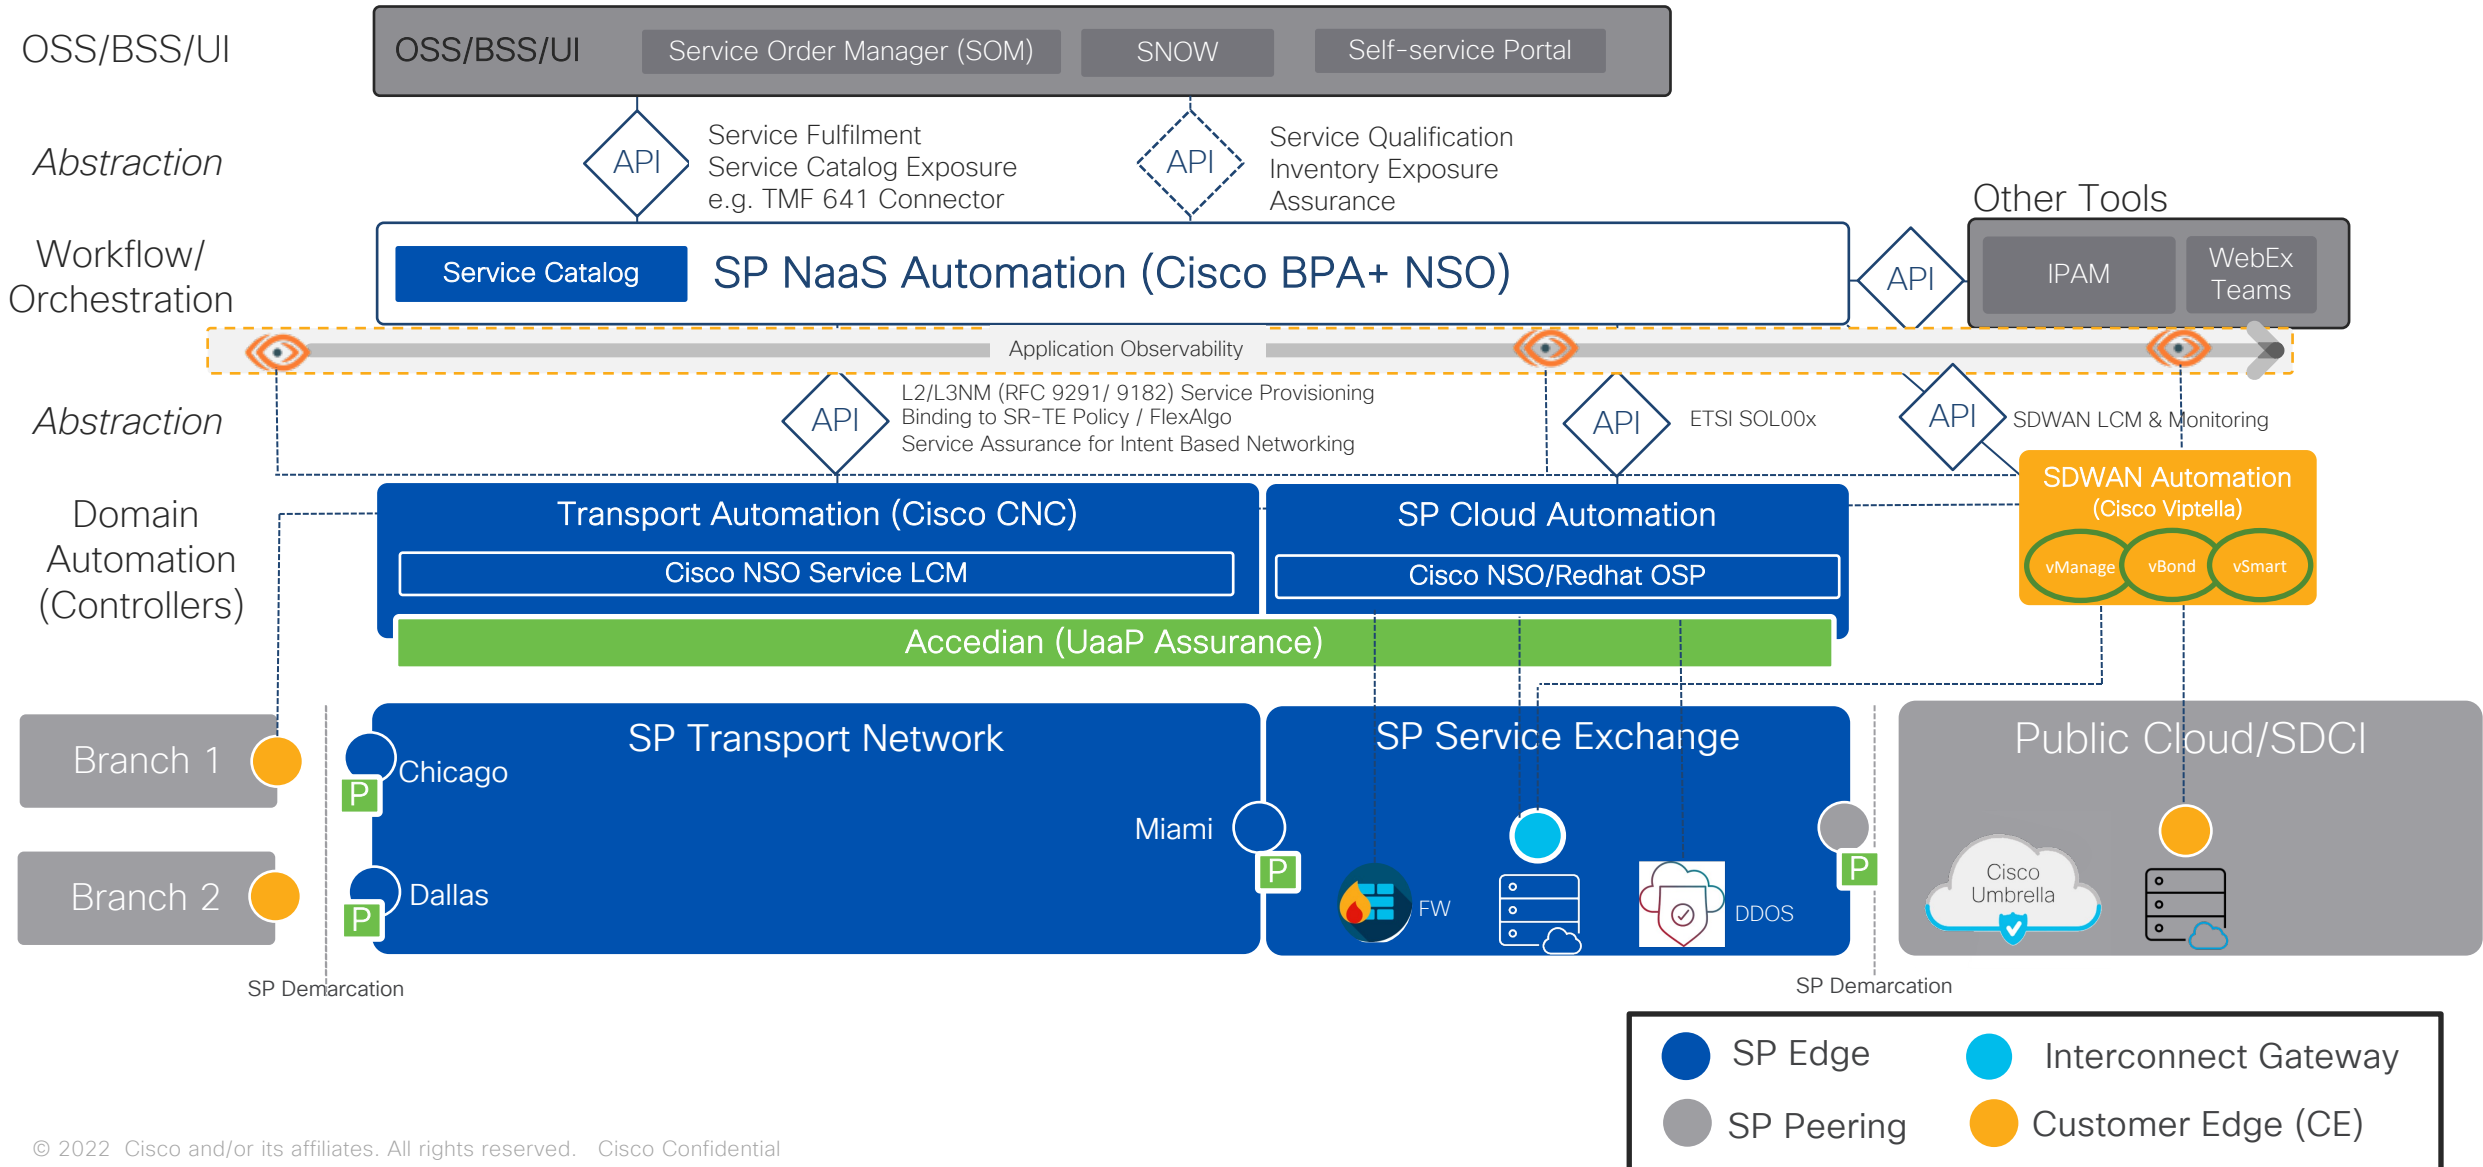 OSS/BSS/UI
OSS/BSS/UI
Service Order Manager (SOM)
SNOW
Self-service Portal
Abstraction
API
Service Fulfilment
Service Catalog Exposure
e.g. TMF 641 Connector
API
Service Qualification
Inventory Exposure
Assurance
Other Tools
Workflow/
Orchestration
Service Catalog
SP NaaS Automation (Cisco BPA+ NSO)
API
IPAM
WebEx
Teams
Application Observability
Abstraction
API
L2/L3NM (RFC 9291/ 9182) Service Provisioning
Binding to SR-TE Policy / FlexAlgo
Service Assurance for Intent Based Networking
API
ETSI SOL00x
API
SDWAN LCM & Monitoring
Domain
Automation
(Controllers)
Transport Automation (Cisco CNC)
Cisco NSO Service LCM
SP Cloud Automation
Cisco NSO/Redhat OSP
SDWAN Automation
(Cisco Viptella)
vManage
vBond
vSmart
Accedian (UaaP Assurance)
Branch 1
Branch 2
SP Demarcation
SP Transport Network
Chicago
P
Dallas
P
Miami
P
SP Service Exchange
FW
DDOS
P
SP Demarcation
Public Cloud/SDCI
Cisco
Umbrella
SP Edge
Interconnect Gateway
SP Peering
Customer Edge (CE)
© 2022 Cisco and/or its affiliates. All rights reserved. Cisco Confidential